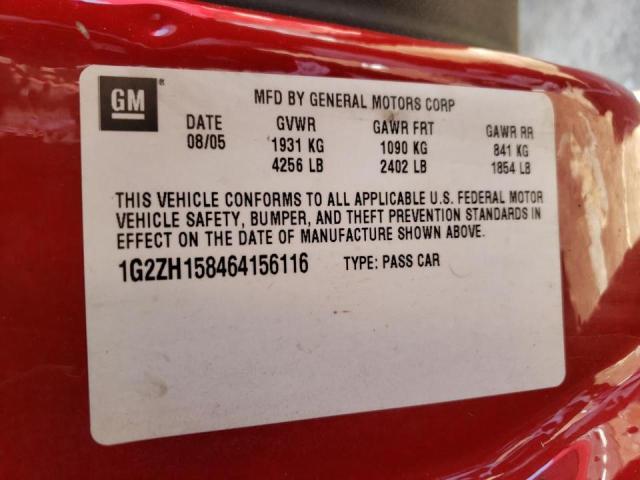 GM®
MFD BY GENERAL MOTORS CORP
DATE GVWR GAWR FRT GAWR RR
08/05 1931 KG 1090 KG 841 KG
4256 LB 2402 LB 1854 LB
THIS VEHICLE CONFORMS TO ALL APPLICABLE U.S. FEDERAL MOTOR
VEHICLE SAFETY, BUMPER, AND THEFT PREVENTION STANDARDS IN
EFFECT ON THE DATE OF MANUFACTURE SHOWN ABOVE.
1G2ZH158464156116 TYPE: PASS CAR